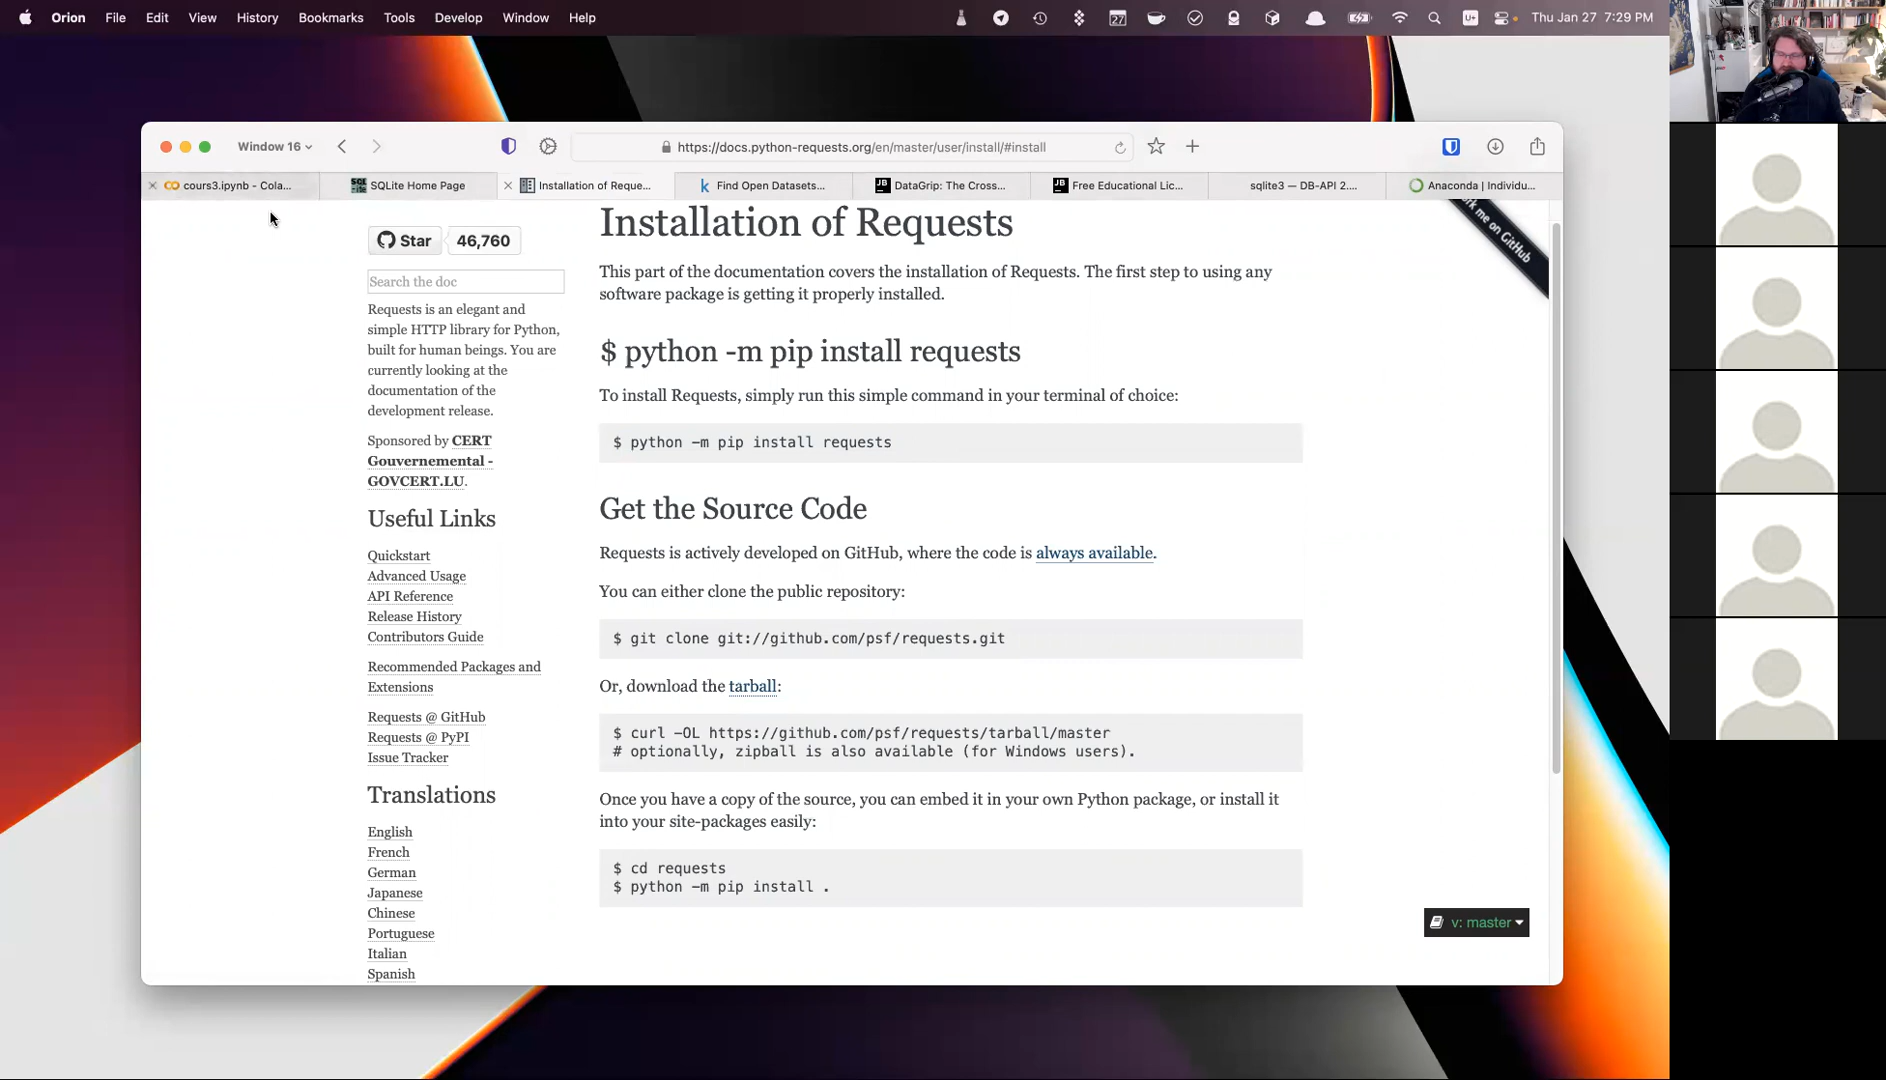 Orion File Edit View History Bookmarks Tools Develop Window Help
27
U+
Thu Jan 27 7:29 PM
Window 16
https://docs.python-requests.org/en/master/user/install/#install
cours3.ipynb - Cola...
SQLite Home Page
Installation of Reque...
k Find Open Datasets...
JB DataGrip: The Cross...
JB Free Educational Lic...
sqlite3 — DB-API 2....
Anaconda | Individu...
Star 46,760
Search the doc
Requests is an elegant and
simple HTTP library for Python,
built for human beings. You are
currently looking at the
documentation of the
development release.
Sponsored by CERT
Gouvernemental -
GOVCERT.LU.
Useful Links
Quickstart
Advanced Usage
API Reference
Release History
Contributors Guide
Recommended Packages and
Extensions
Requests @ GitHub
Requests @ PyPI
Issue Tracker
Translations
English
French
German
Japanese
Chinese
Portuguese
Italian
Spanish
Installation of Requests
This part of the documentation covers the installation of Requests. The first step to using any
software package is getting it properly installed.
$ python -m pip install requests
To install Requests, simply run this simple command in your terminal of choice:
$ python -m pip install requests
Get the Source Code
Requests is actively developed on GitHub, where the code is always available.
You can either clone the public repository:
$ git clone git://github.com/psf/requests.git
Or, download the tarball:
$ curl -OL https://github.com/psf/requests/tarball/master
# optionally, zipball is also available (for Windows users).
Once you have a copy of the source, you can embed it in your own Python package, or install it
into your site-packages easily:
$ cd requests
$ python -m pip install .
rk me on GitHub
v: master